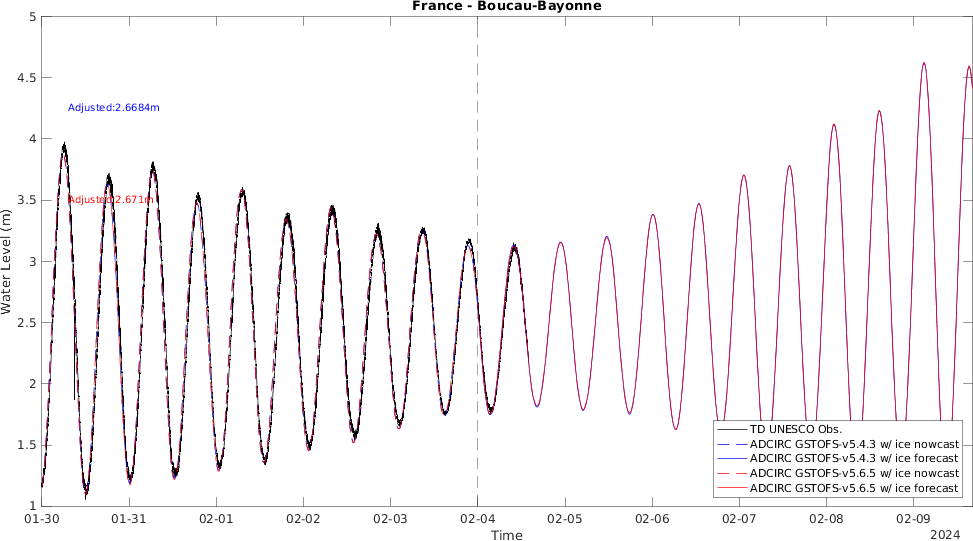 France - Boucau-Bayonne
5
4.5
4
3.5
3
2.5
2
1.5
1
Water Level (m)
Adjusted:2.6684m
Adjusted:2.671m
TD UNESCO Obs.
ADCIRC GSTOFS-v5.4.3 w/ ice nowcast
ADCIRC GSTOFS-v5.4.3 w/ ice forecast
ADCIRC GSTOFS-v5.6.5 w/ ice nowcast
ADCIRC GSTOFS-v5.6.5 w/ ice forecast
01-30 01-31 02-01 02-02 02-03 02-04 02-05 02-06 02-07 02-08 02-09
Time
2024